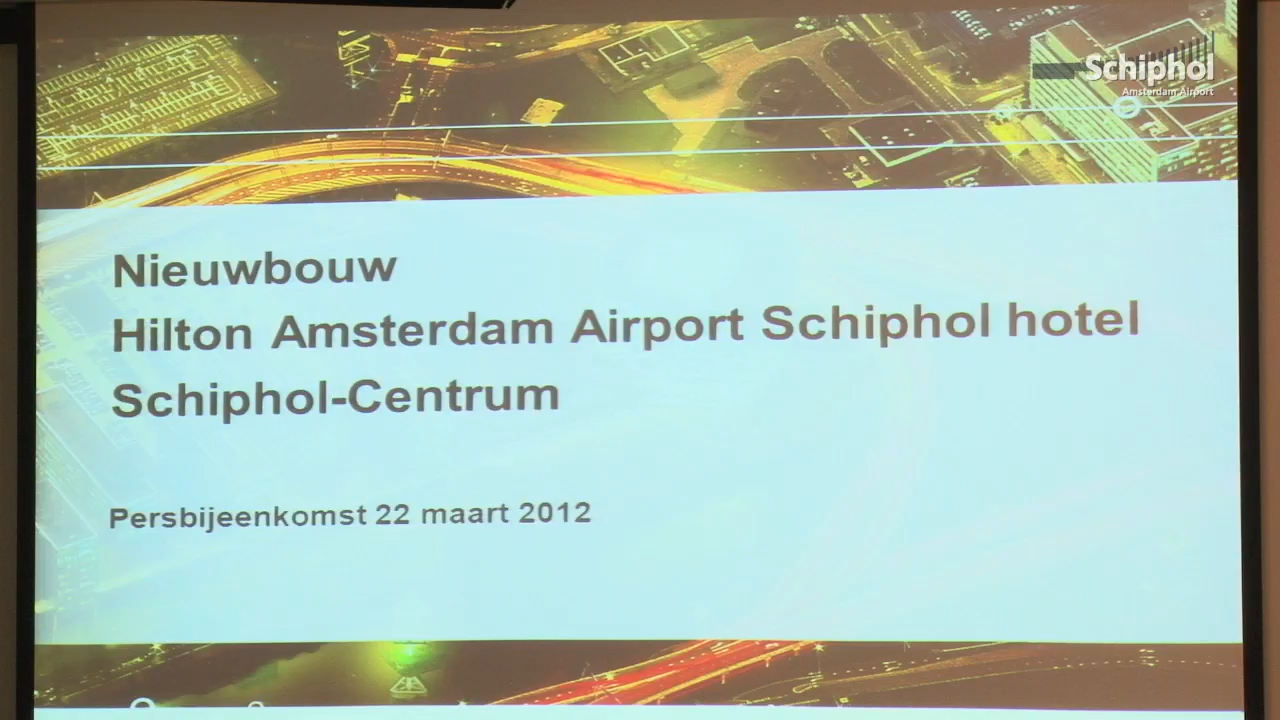 Schiphol
Amsterdam Airport
Nieuwbouw
Hilton Amsterdam Airport Schiphol hotel
Schiphol-Centrum
Persbijeenkomst 22 maart 2012